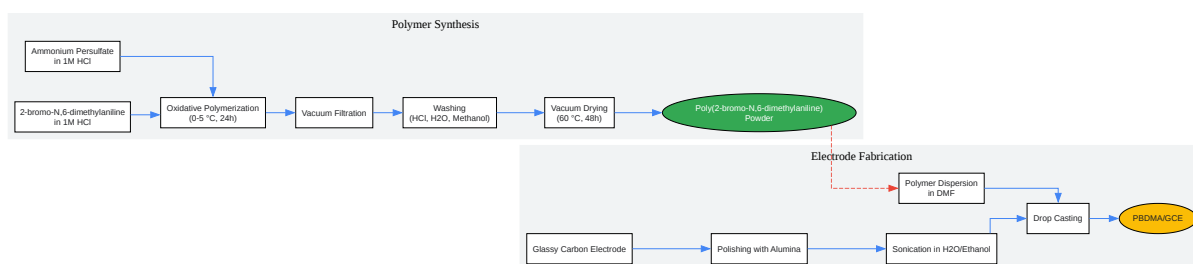 Polymer Synthesis
Ammonium Persulfate
in 1M HCl
2-bromo-N,6-dimethylaniline
in 1M HCl
Oxidative Polymerization
(0-5 °C, 24h)
Vacuum Filtration
Washing
(HCl, H2O, Methanol)
Vacuum Drying
(60 °C, 48h)
Poly(2-bromo-N,6-dimethylaniline)
Powder
Electrode Fabrication
Polymer Dispersion
in DMF
Glassy Carbon Electrode
Polishing with Alumina
Sonication in H2O/Ethanol
Drop Casting
PBDMA/GCE